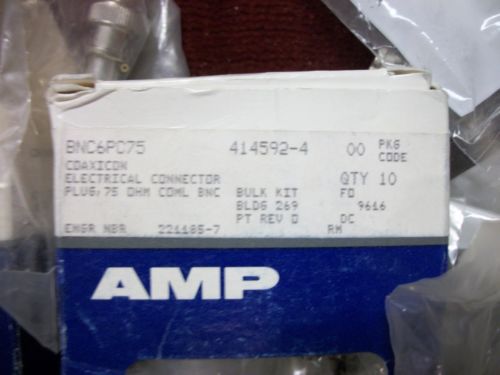 BNC6PC75 414592-4 00 PKG CODE
COAXICON
ELECTRICAL CONNECTOR QTY 10
PLUG,75 OHM COML BNC BULK KIT FD
BLDG 269 9616
PT REV D DC
ENGR NBR 221185-7 RM
AMP